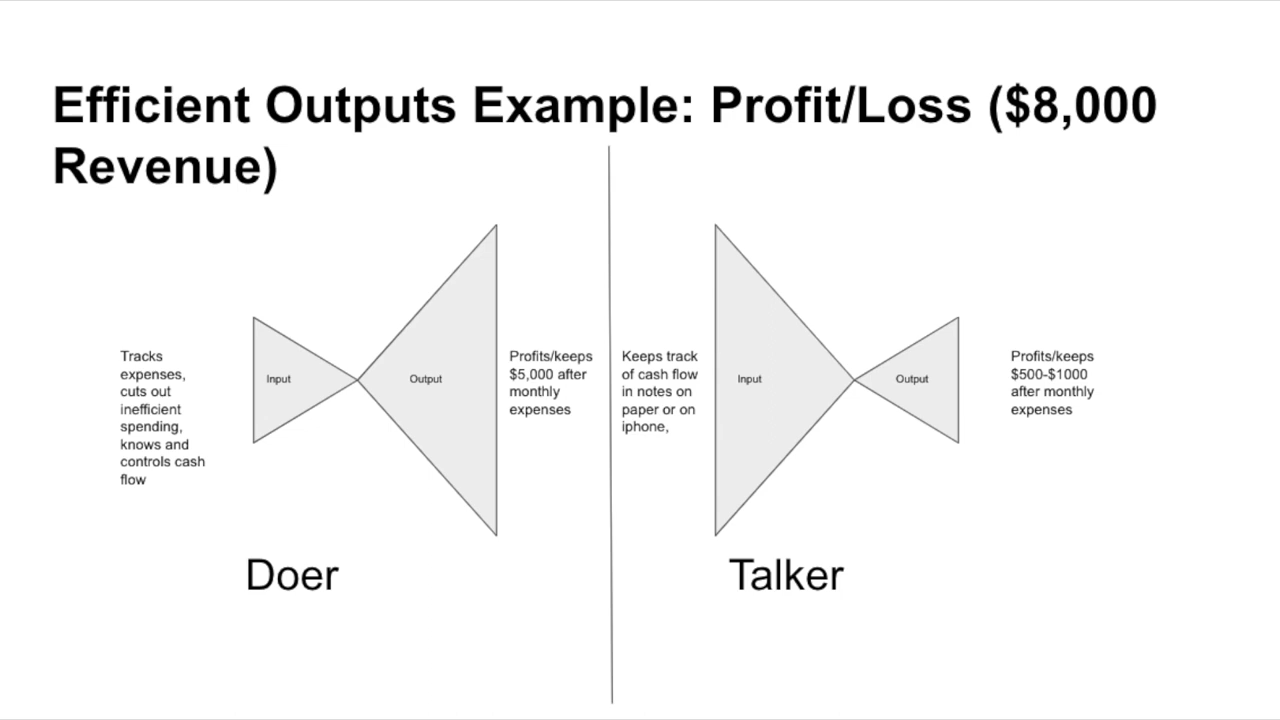 Efficient Outputs Example: Profit/Loss ($8,000
Revenue)
Tracks
expenses,
cuts out
inefficient
spending,
knows and
controls cash
flow
Input
Output
Profits/keeps
$5,000 after
monthly
expenses
Doer
Keeps track
of cash flow
in notes on
paper or on
iphone,
Input
Output
Profits/keeps
$500-$1000
after monthly
expenses
Talker